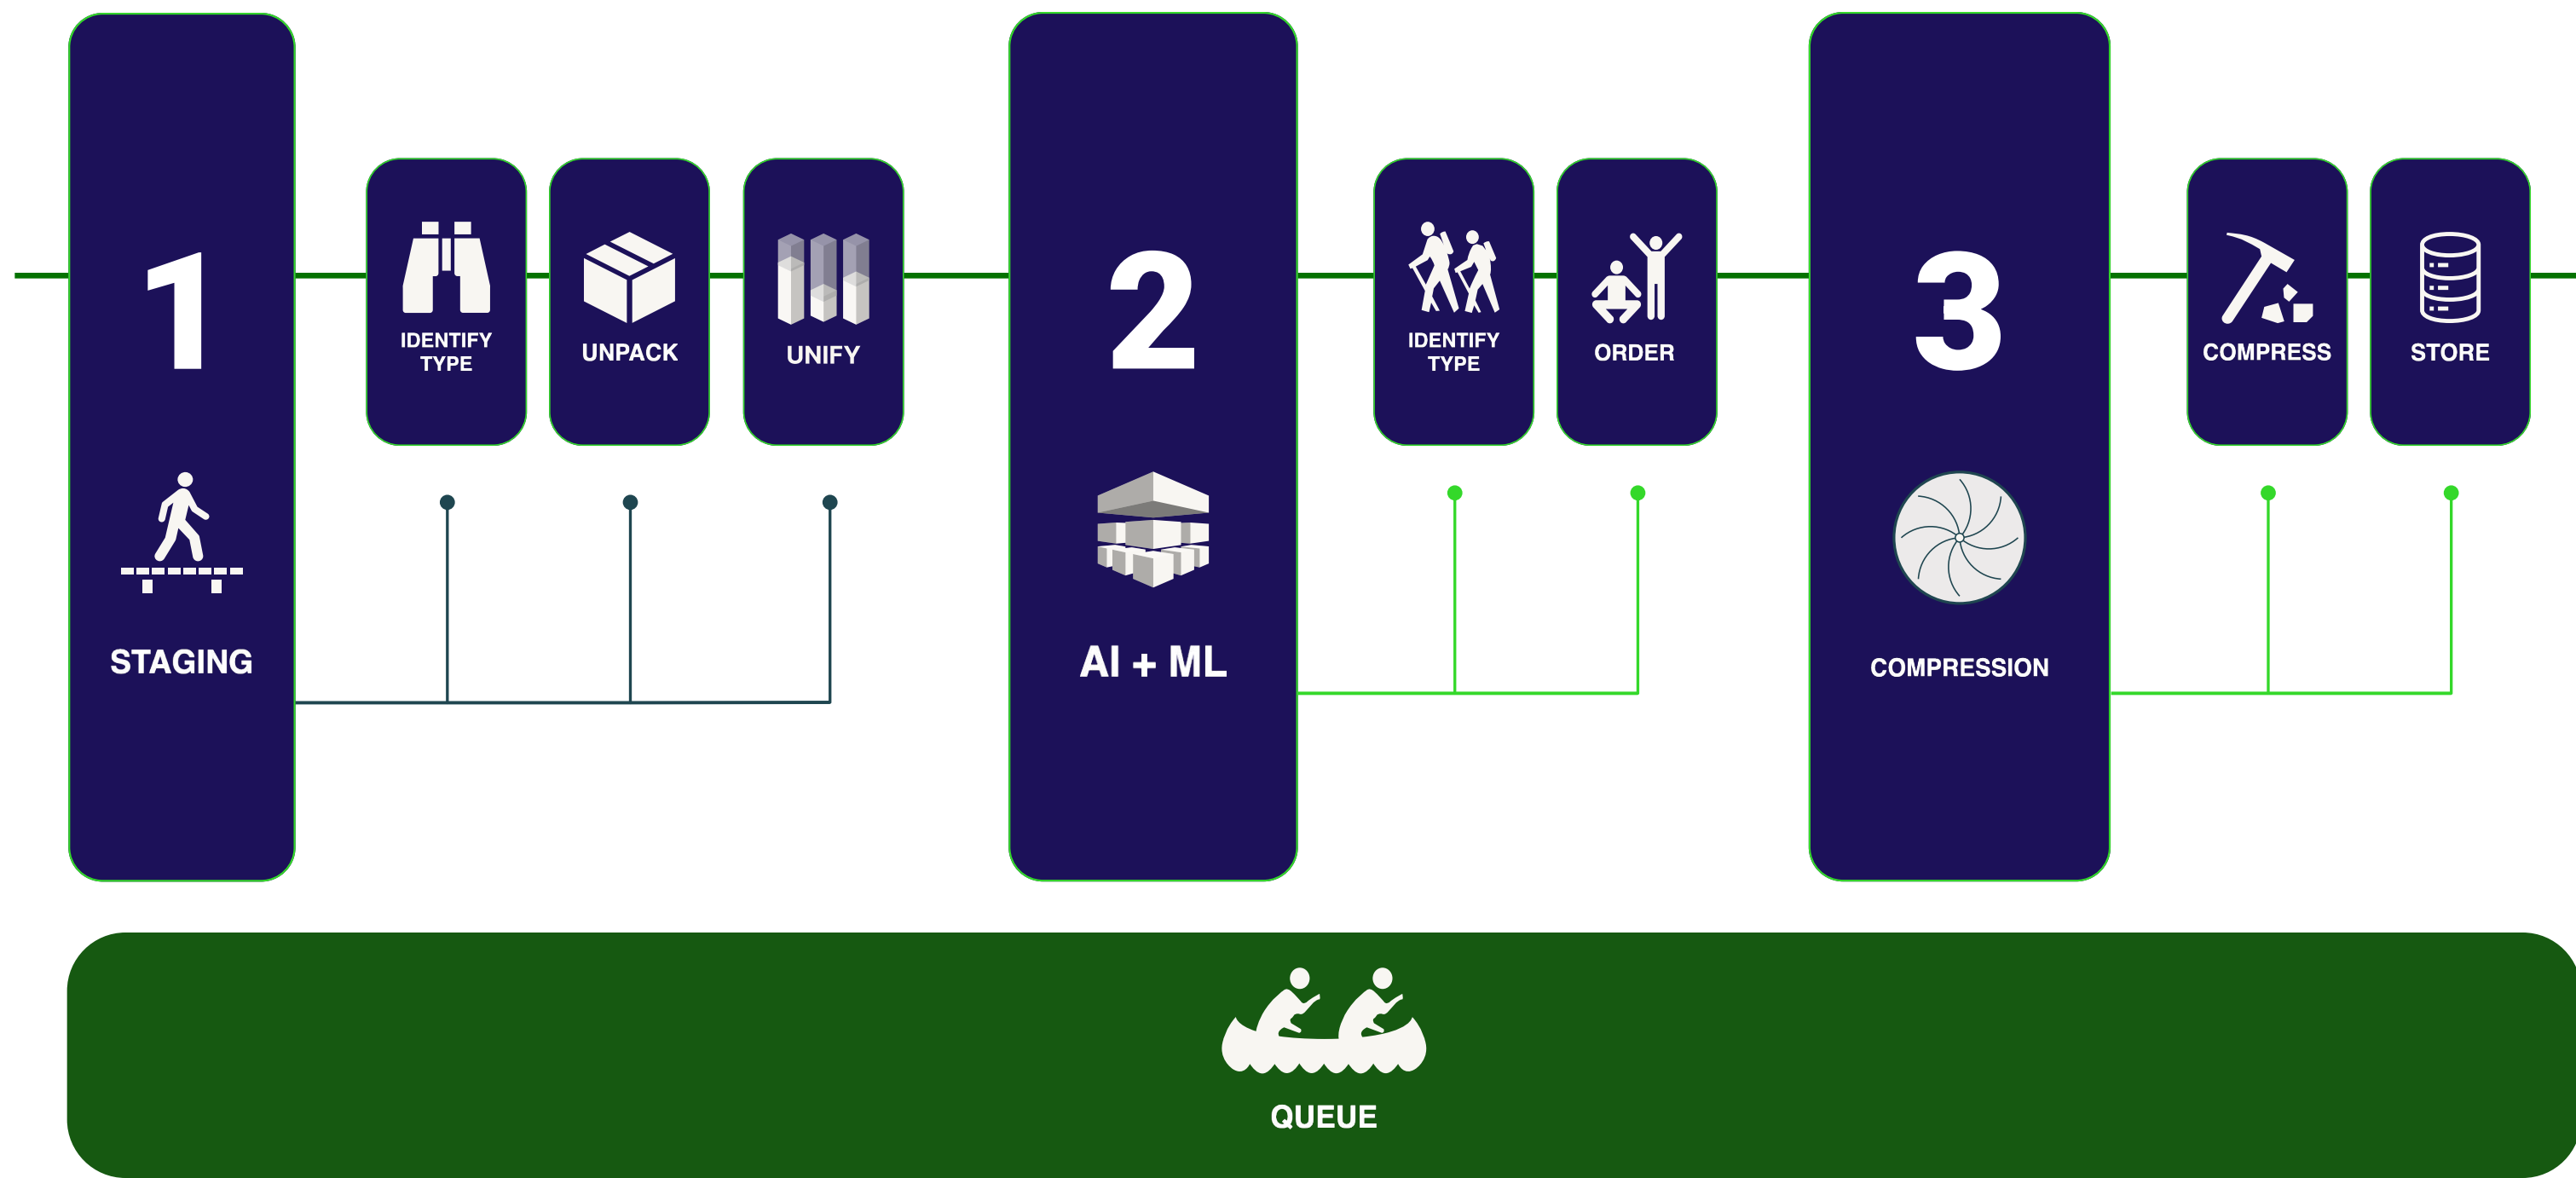 1
STAGING
IDENTIFY
TYPE
UNPACK
UNIFY
2
AI + ML
IDENTIFY
TYPE
ORDER
3
COMPRESSION
COMPRESS
STORE
QUEUE